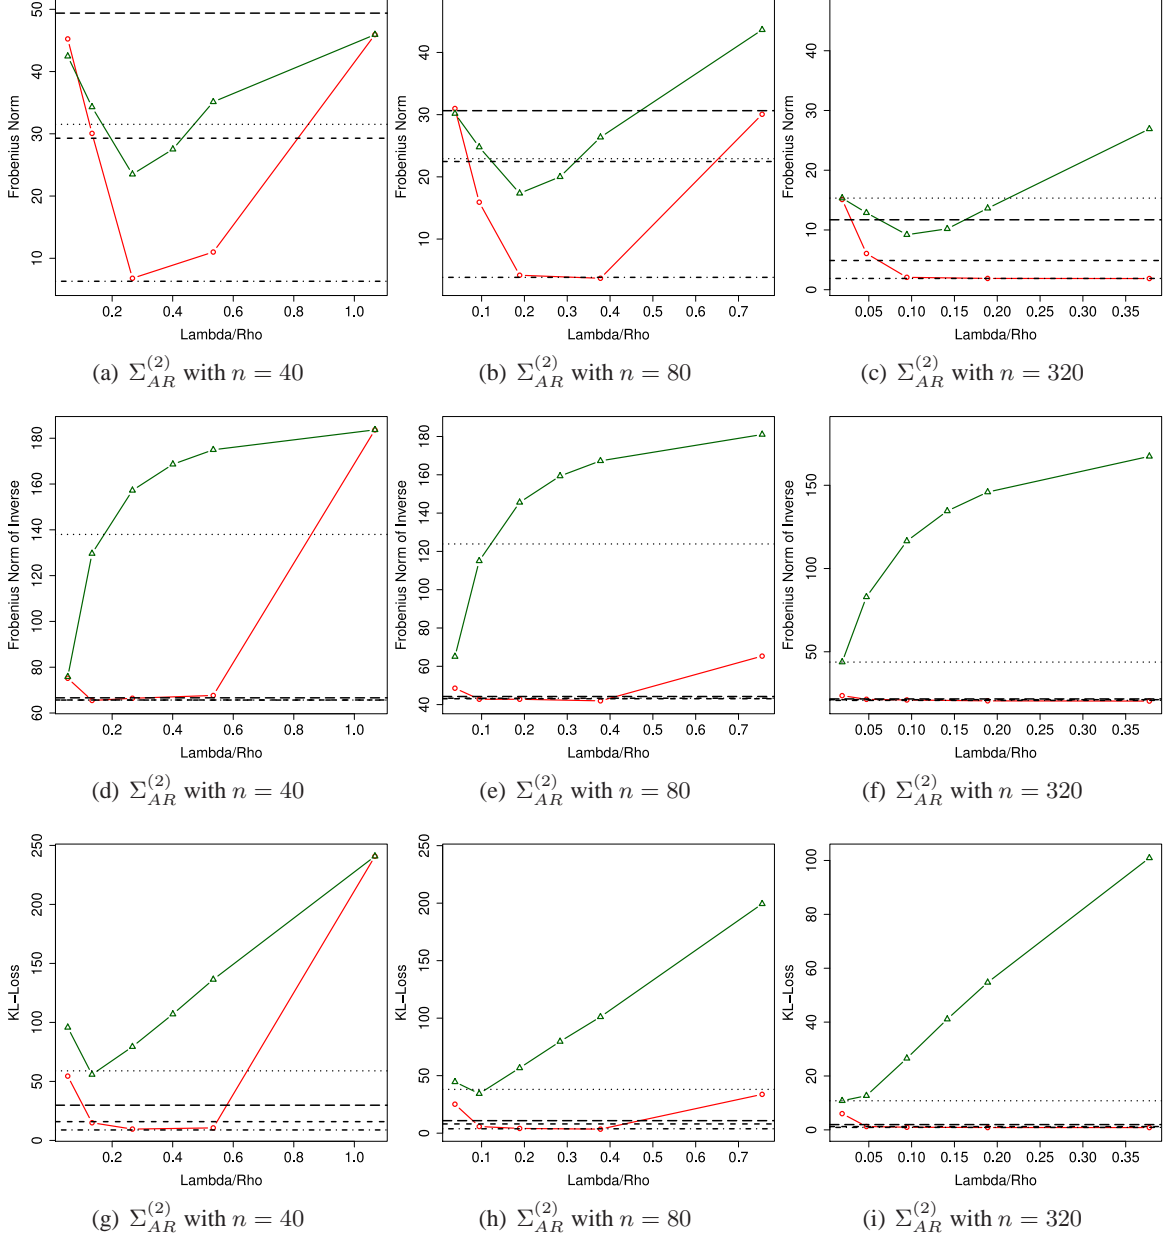 Frobenius Norm
10 20 30 40 50
0.2 0.4 0.6 0.8 1.0
Lambda/Rho
(a) Σ_{AR}^{(2)} with n = 40
Frobenius Norm
10 20 30 40
0.1 0.2 0.3 0.4 0.5 0.6 0.7
Lambda/Rho
(b) Σ_{AR}^{(2)} with n = 80
Frobenius Norm
0 10 20 30 40
0.05 0.10 0.15 0.20 0.25 0.30 0.35
Lambda/Rho
(c) Σ_{AR}^{(2)} with n = 320
Frobenius Norm of Inverse
60 80 100 120 140 160 180
0.2 0.4 0.6 0.8 1.0
Lambda/Rho
(d) Σ_{AR}^{(2)} with n = 40
Frobenius Norm of Inverse
40 60 80 100 120 140 160 180
0.1 0.2 0.3 0.4 0.5 0.6 0.7
Lambda/Rho
(e) Σ_{AR}^{(2)} with n = 80
Frobenius Norm of Inverse
50 100 150
0.05 0.10 0.15 0.20 0.25 0.30 0.35
Lambda/Rho
(f) Σ_{AR}^{(2)} with n = 320
KL−Loss
0 50 100 150 200 250
0.2 0.4 0.6 0.8 1.0
Lambda/Rho
(g) Σ_{AR}^{(2)} with n = 40
KL−Loss
0 50 100 150 200 250
0.1 0.2 0.3 0.4 0.5 0.6 0.7
Lambda/Rho
(h) Σ_{AR}^{(2)} with n = 80
KL−Loss
0 20 40 60 80 100
0.05 0.10 0.15 0.20 0.25 0.30 0.35
Lambda/Rho
(i) Σ_{AR}^{(2)} with n = 320